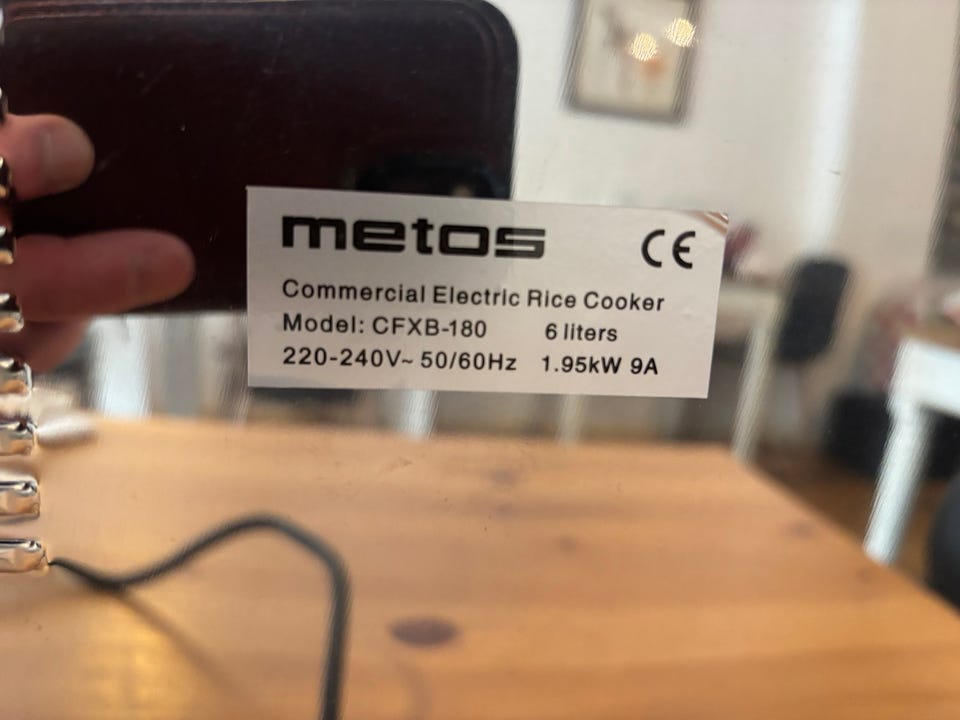 metos CE
Commercial Electric Rice Cooker
Model: CFXB-180 6 liters
220-240V~ 50/60Hz 1.95kW 9A